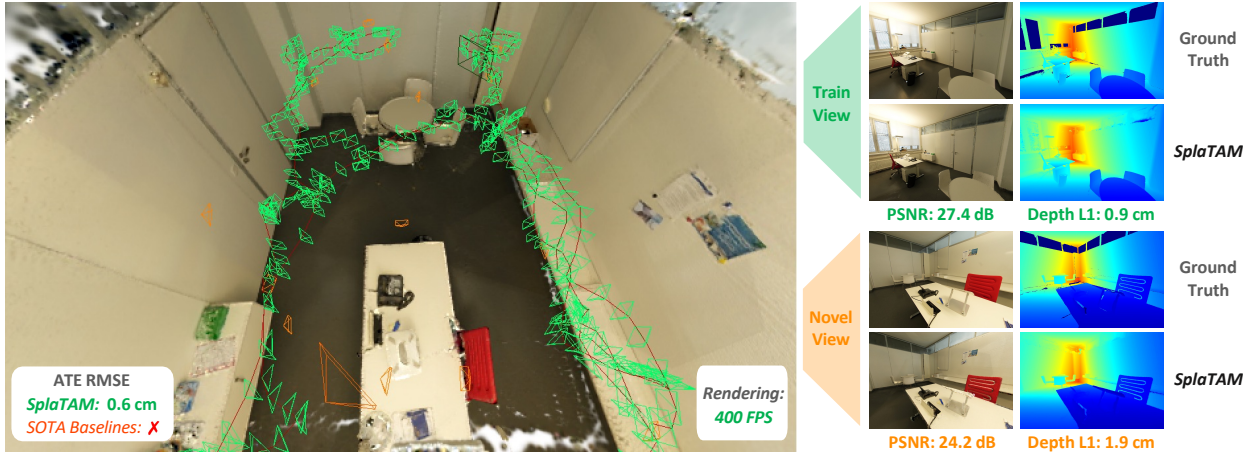 ATE RMSE
SplaTAM: 0.6 cm
SOTA Baselines: ✗
Rendering:
400 FPS
Train
View
Ground
Truth
SplaTAM
PSNR: 27.4 dB
Depth L1: 0.9 cm
Novel
View
Ground
Truth
SplaTAM
PSNR: 24.2 dB
Depth L1: 1.9 cm